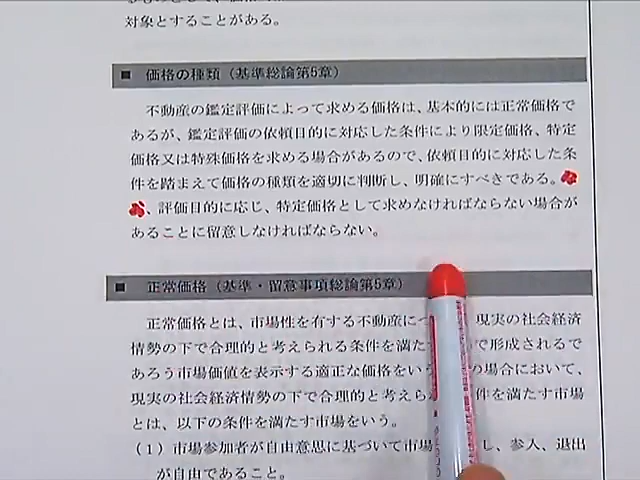 対象とすることがある。
■ 価格の種類（基準総論第5章）
不動産の鑑定評価によって求める価格は、基本的には正常価格で
あるが、鑑定評価の依頼目的に対応した条件により限定価格、特定
価格又は特殊価格を求める場合があるので、依頼目的に対応した条
件を踏まえて価格の種類を適切に判断し、明確にすべきである。
、評価目的に応じ、特定価格として求めなければならない場合が
あることに留意しなければならない。
■ 正常価格（基準・留意事項総論第5章）
正常価格とは、市場性を有する不動産に 現実の社会経済
情勢の下で合理的と考えられる条件を満た で形成されるで
あろう市場価値を表示する適正な価格をいう の場合において、
現実の社会経済情勢の下で合理的と考えら 件を満たす市場
とは、以下の条件を満たす市場をいう。
（1）市場参加者が自由意思に基づいて市場 し、参入、退出
が自由であること。